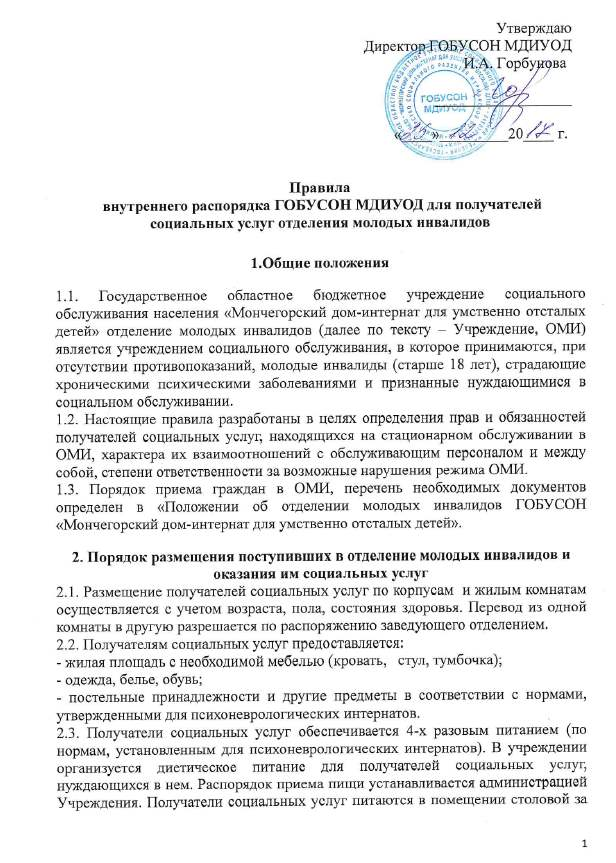 Утверждаю
Директор ГОБУСОН МДИУОД
И.А. Горбунова
ГОБУСОН
МДИУОД
« » 20 г.
Правила
внутреннего распорядка ГОБУСОН МДИУОД для получателей
социальных услуг отделения молодых инвалидов
1.Общие положения
1.1. Государственное областное бюджетное учреждение социального
обслуживания населения «Мончегорский дом-интернат для умственно отсталых
детей» отделение молодых инвалидов (далее по тексту – Учреждение, ОМИ)
является учреждением социального обслуживания, в которое принимаются, при
отсутствии противопоказаний, молодые инвалиды (старше 18 лет), страдающие
хроническими психическими заболеваниями и признанные нуждающимися в
социальном обслуживании.
1.2. Настоящие правила разработаны в целях определения прав и обязанностей
получателей социальных услуг, находящихся на стационарном обслуживании в
ОМИ, характера их взаимоотношений с обслуживающим персоналом и между
собой, степени ответственности за возможные нарушения режима ОМИ.
1.3. Порядок приема граждан в ОМИ, перечень необходимых документов
определен в «Положении об отделении молодых инвалидов ГОБУСОН
«Мончегорский дом-интернат для умственно отсталых детей».
2. Порядок размещения поступивших в отделение молодых инвалидов и
оказания им социальных услуг
2.1. Размещение получателей социальных услуг по корпусам и жилым комнатам
осуществляется с учетом возраста, пола, состояния здоровья. Перевод из одной
комнаты в другую разрешается по распоряжению заведующего отделением.
2.2. Получателям социальных услуг предоставляется:
- жилая площадь с необходимой мебелью (кровать, стул, тумбочка);
- одежда, белье, обувь;
- постельные принадлежности и другие предметы в соответствии с нормами,
утвержденными для психоневрологических интернатов.
2.3. Получатели социальных услуг обеспечивается 4-х разовым питанием (по
нормам, установленным для психоневрологических интернатов). В учреждении
организуется диетическое питание для получателей социальных услуг,
нуждающихся в нем. Распорядок приема пищи устанавливается администрацией
Учреждения. Получатели социальных услуг питаются в помещении столовой за
1